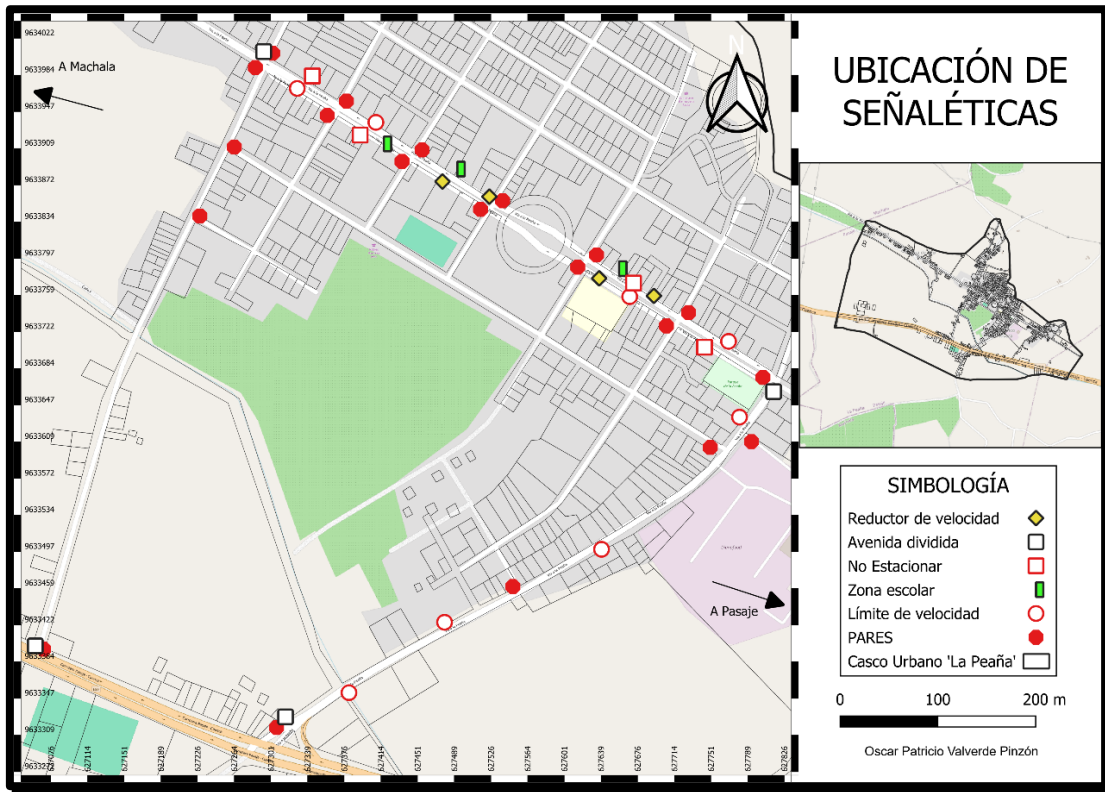 UBICACIÓN DE
SEÑALÉTICAS
N
A Machala
A Pasaje
9634022
9633984
9633947
9633909
9633872
9633834
9633797
9633759
9633722
9633684
9633647
9633609
9633572
9633534
9633497
9633459
9633422
9633384
9633347
9633309
9633272
627076
627114
627151
627189
627226
627264
627301
627339
627376
627414
627451
627489
627526
627564
627601
627639
627676
627714
627751
627789
627826
SIMBOLOGÍA
Reductor de velocidad
Avenida dividida
No Estacionar
Zona escolar
Límite de velocidad
PARES
Casco Urbano 'La Peaña'
0 100 200 m
Oscar Patricio Valverde Pinzón